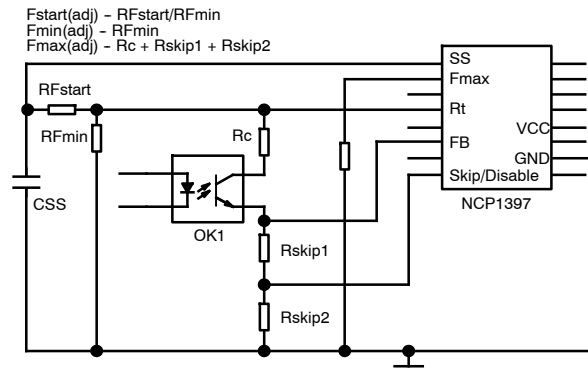 Fstart(adj) – RFstart/RFmin
Fmin(adj) – RFmin
Fmax(adj) – Rc + Rskip1 + Rskip2
SS
Fmax
RFstart
Rt
RFmin
Rc
VCC
FB
GND
Skip/Disable
CSS
NCP1397
OK1
Rskip1
Rskip2